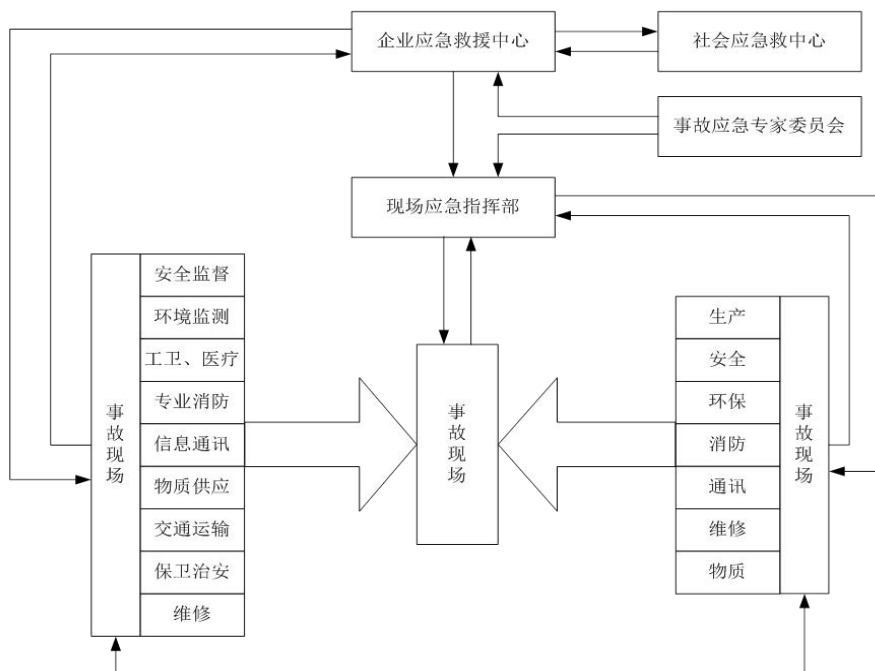 企业应急救援中心
社会应急救中心
事故应急专家委员会
现场应急指挥部
事故现场
安全监督
环境监测
工卫、医疗
专业消防
信息通讯
物质供应
交通运输
保卫治安
维修
事故现场
生产
安全
环保
消防
通讯
维修
物质
事故现场